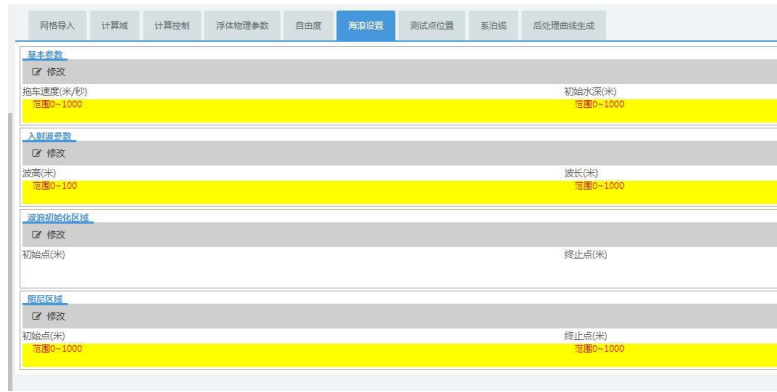 网格导入 计算域 计算控制 浮体物理参数 自由度 海浪设置 测试点位置 系泊缆 后处理曲线生成
基本参数
修改
拖车速度(米/秒) 初始水深(米)
范围0~1000 范围0~1000
入射波参数
修改
波高(米) 波长(米)
范围0~100 范围0~1000
波浪初始化区域
修改
初始点(米) 终止点(米)
阻尼区域
修改
初始点(米) 终止点(米)
范围0~1000 范围0~1000